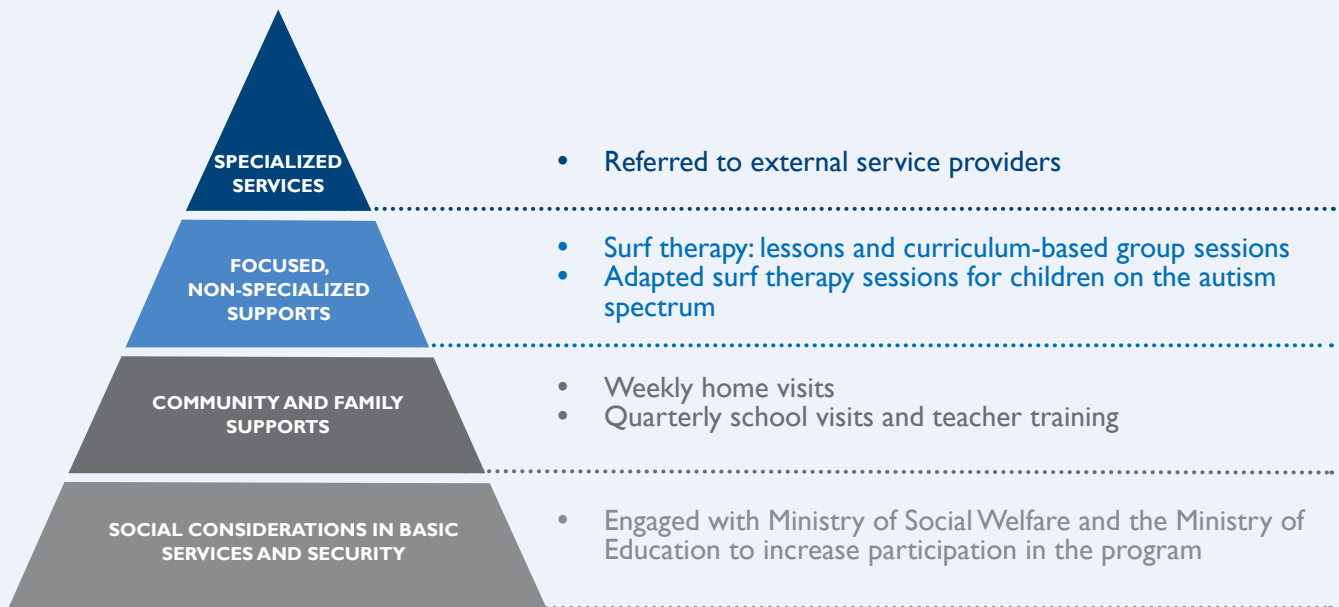 SPECIALIZED
SERVICES
• Referred to external service providers
FOCUSED,
NON-SPECIALIZED
SUPPORTS
• Surf therapy: lessons and curriculum-based group sessions
• Adapted surf therapy sessions for children on the autism
spectrum
COMMUNITY AND FAMILY
SUPPORTS
• Weekly home visits
• Quarterly school visits and teacher training
SOCIAL CONSIDERATIONS IN BASIC
SERVICES AND SECURITY
• Engaged with Ministry of Social Welfare and the Ministry of
Education to increase participation in the program